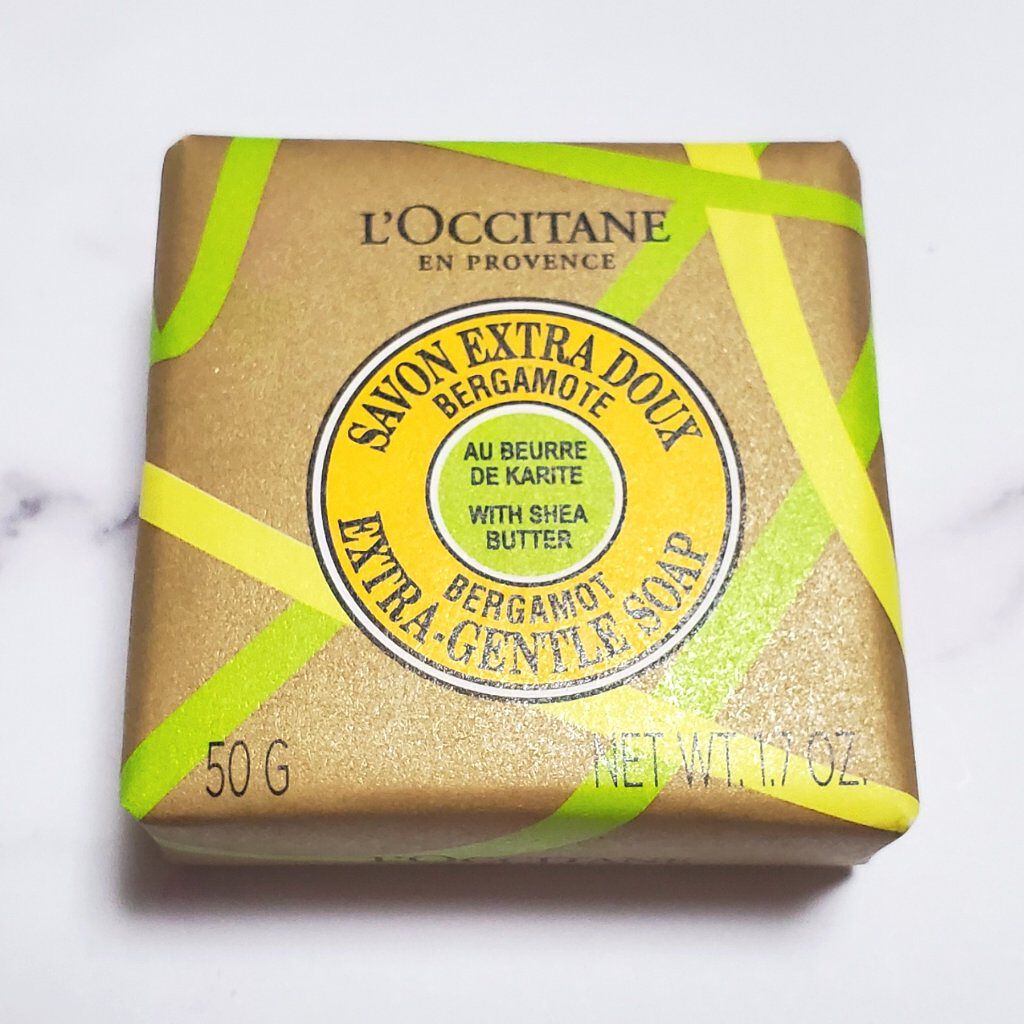 L'OCCITANE
EN PROVENCE
SAVON EXTRA DOUX
BERGAMOTE
AU BEURRE
DE KARITE
WITH SHEA
BUTTER
BERGAMOT
EXTRA-GENTLE SOAP
50 G
NET WT. 1.7 OZ.
L'OCCITANE